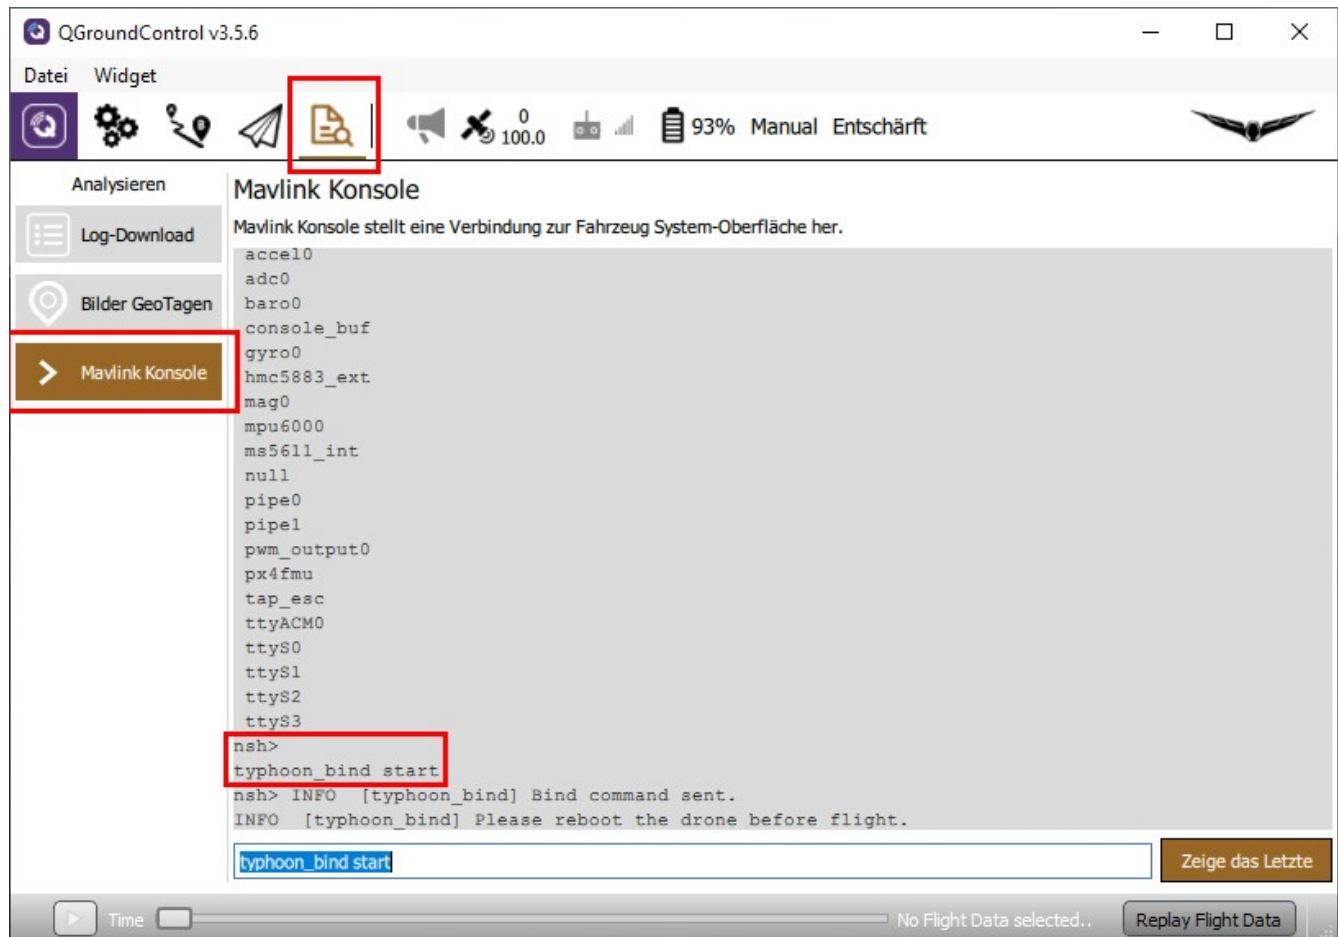 QGroundControl v3.5.6
Datei Widget
0
100.0
93% Manual Entschärft
Analysieren
Log-Download
Bilder GeoTagen
Mavlink Konsole
Mavlink Konsole
Mavlink Konsole stellt eine Verbindung zur Fahrzeug System-Oberfläche her.
accel0
adc0
baro0
console_buf
gyro0
hmc5883_ext
mag0
mpu6000
ms5611_int
null
pipe0
pipe1
pwm_output0
px4fmu
tap_esc
ttyACM0
ttyS0
ttyS1
ttyS2
ttyS3
nsh>
typhoon_bind start
nsh> INFO [typhoon_bind] Bind command sent.
INFO [typhoon_bind] Please reboot the drone before flight.
typhoon_bind start
Zeige das Letzte
Time
No Flight Data selected..
Replay Flight Data